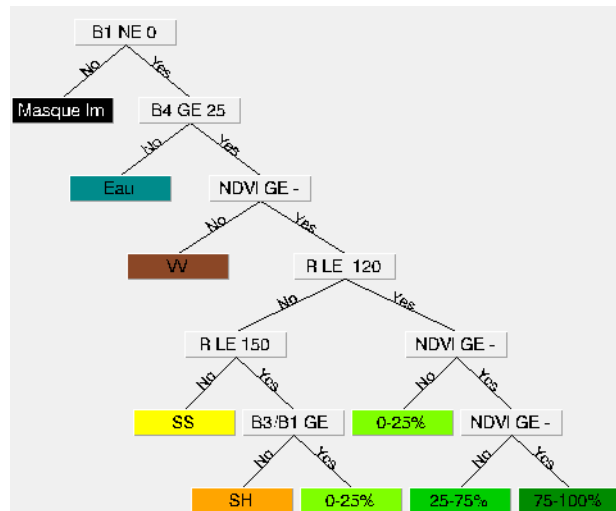 B1 NE 0
No
Yes
Masque Im
B4 GE 25
No
Yes
Eau
NDVI GE -
No
Yes
VV
R LE 120
No
Yes
R LE 150
NDVI GE -
No
Yes
No
Yes
SS
B3/B1 GE
0-25%
NDVI GE -
No
Yes
No
Yes
SH
0-25%
25-75%
75-100%